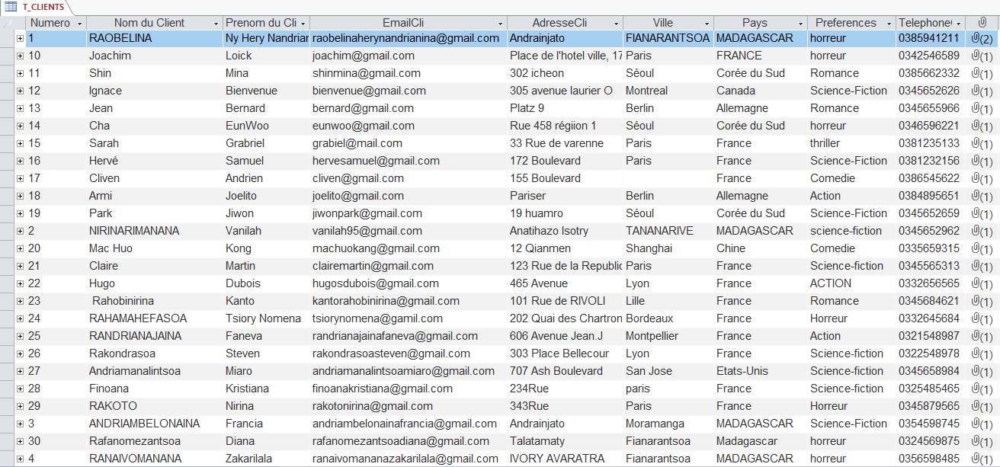 T_CLIENTS
Numero Nom du Client Prenom du Cli EmailCli AdresseCli Ville Pays Preferences Telephone
1 RAOBELINA Ny Hery Nandrian raobelinaherynandrianina@gmail.com Andrainjato FIANARANTSOA MADAGASCAR horreur 0385941211 (2)
10 Joachim Loick joachim@gmail.com Place de l'hotel ville, 17 Paris FRANCE horreur 0342546589 (1)
11 Shin Mina shinmina@gmail.com 302 icheon Séoul Corée du Sud Romance 0385662332 (1)
12 Ignace Bienvenue bienvenue@gmail.com 305 avenue laurier O Montreal Canada Science-Fiction 0345652626 (1)
13 Jean Bernard bernard@gmail.com Platz 9 Berlin Allemagne Romance 0345655966 (1)
14 Cha EunWoo eunwoo@gmail.com Rue 458 régiion 1 Séoul Corée du Sud horreur 0346596221 (1)
15 Sarah Grabriel grabiel@mail.com 33 Rue de varenne Paris France thriller 0381235133 (1)
16 Hervé Samuel hervesamuel@gmail.com 172 Boulevard Paris France Science-Fiction 0381232156 (1)
17 Cliven Andrien cliven@gmail.com 155 Boulevard France Comedie 0386545622 (1)
18 Armi Joelito joelito@gmail.com Pariser Berlin Allemagne Action 0384895651 (1)
19 Park Jiwon jiwonpark@gmail.com 19 huamro Séoul Corée du Sud Science-Fiction 0345652659 (1)
2 NIRINARIMANANA Vanilah vanilah95@gmail.com Anatihazo Isotry TANANARIVE MADAGASCAR science-fiction 0345652962 (1)
20 Mac Huo Kong machuokang@gmail.com 12 Qianmen Shanghai Chine Comedie 0335659315 (1)
21 Claire Martin clairemartin@gmail.com 123 Rue de la Republic Paris France Science-fiction 0345565313 (1)
22 Hugo Dubois hugosdubois@gmail.com 465 Avenue Lyon France ACTION 0332656565 (1)
23 Rahobinirina Kanto kantorahobinirina@gmail.com 101 Rue de RIVOLI Lille France Romance 0345684621 (1)
24 RAHAMAHEFASOA Tsiory Nomena tsiorynomena@gamil.com 202 Quai des Chartron Bordeaux France Horreur 0332645684 (1)
25 RANDRIANAJAINA Faneva randrianajainafaneva@gmail.com 606 Avenue Jean.J Montpellier France Action 0321548987 (1)
26 Rakondrasoa Steven rakondrasoasteven@gmail.com 303 Place Bellecour Lyon France Science-fiction 0322548978 (1)
27 Andriamanalintsoa Miaro andriamanalintsoamiaro@gmail.com 707 Ash Boulevard San Jose Etats-Unis Science-fiction 0345658984 (1)
28 Finoana Kristiana finoanakristiana@gmail.com 234Rue paris France Science-fiction 0325485465 (1)
29 RAKOTO Nirina rakotonirina@gmail.com 343Rue Paris France Horreur 0345879565 (1)
3 ANDRIAMBELONAINA Francia andriambelonainafrancia@gmail.com Andrainjato Moramanga MADAGASCAR Science-Fiction 0354598745 (1)
30 Rafanomezantsoa Diana rafanomezantsoadiana@gmail.com Talatamaty Fianarantsoa Madagascar horreur 0324569875 (1)
4 RANAIVOMANANA Zakarilala ranaivomananazakarilala@gmail.com IVORY AVARATRA Fianarantsoa MADAGASCAR horreur 0356598485 (1)